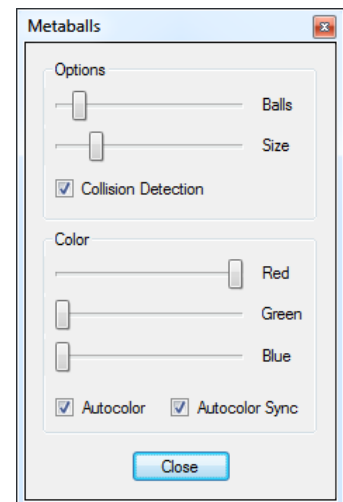 Metaballs
Options
Balls
Size
Collision Detection
Color
Red
Green
Blue
Autocolor Autocolor Sync
Close